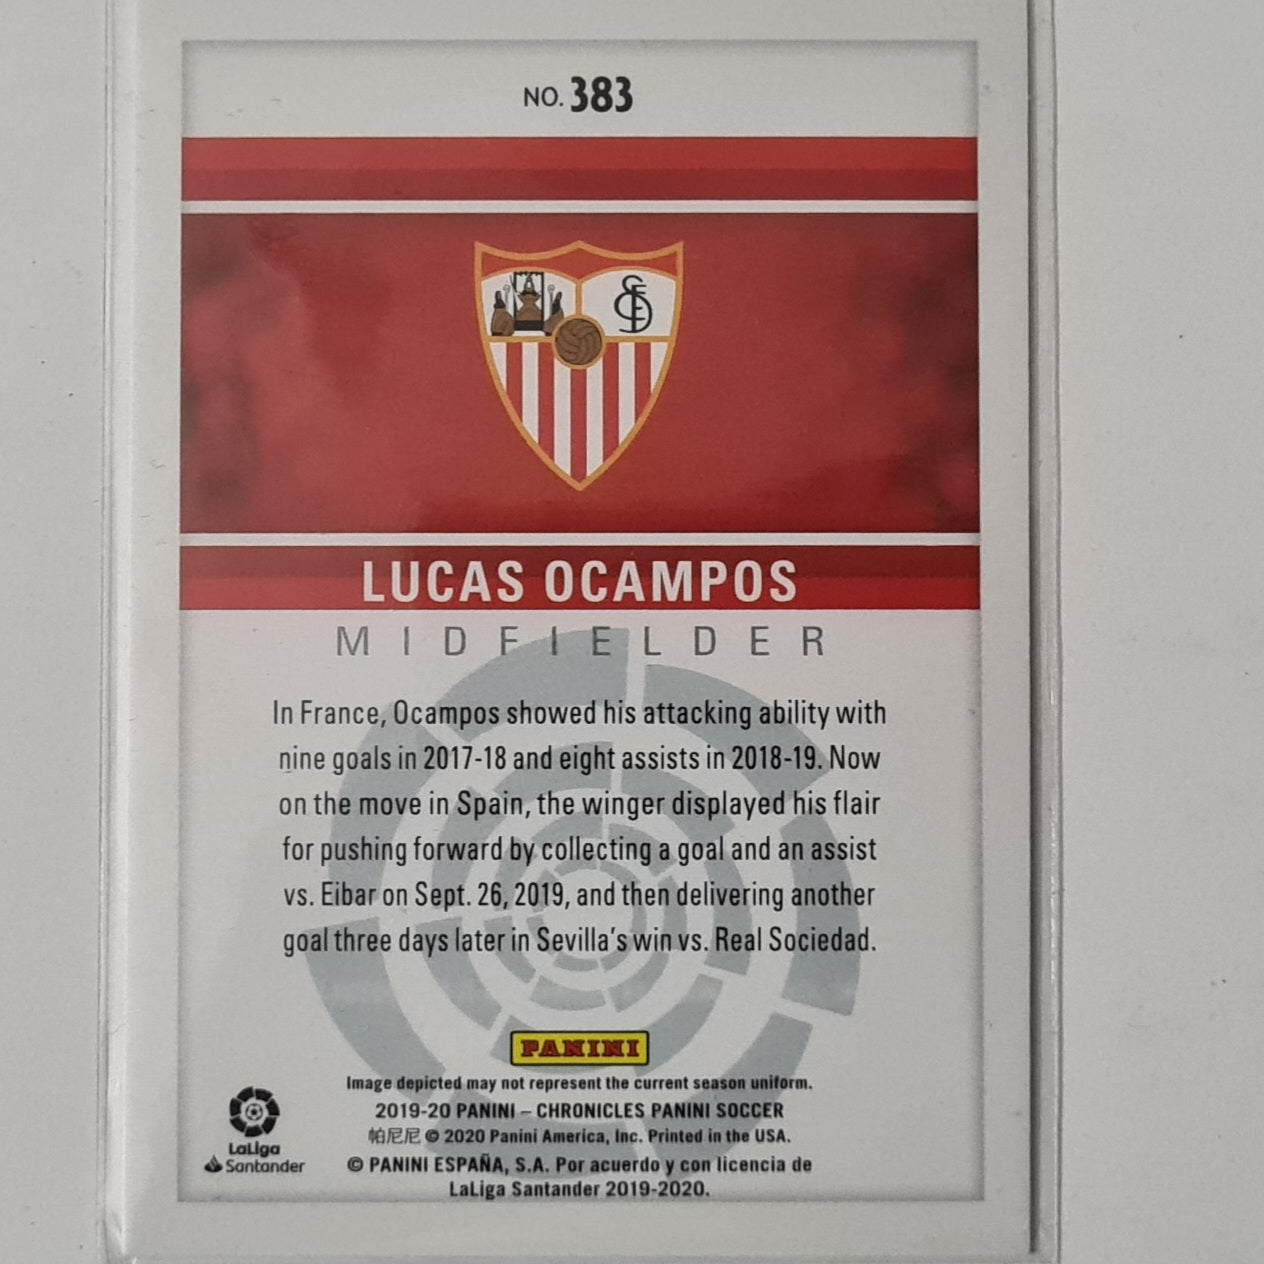 NO. 383
LUCAS OCAMPOS
MIDFIELDER
In France, Ocampos showed his attacking ability with
nine goals in 2017-18 and eight assists in 2018-19. Now
on the move in Spain, the winger displayed his flair
for pushing forward by collecting a goal and an assist
vs. Eibar on Sept. 26, 2019, and then delivering another
goal three days later in Sevilla's win vs. Real Sociedad.
PANINI
Image depicted may not represent the current season uniform.
2019-20 PANINI – CHRONICLES PANINI SOCCER
帕尼尼 © 2020 Panini America, Inc. Printed in the USA.
© PANINI ESPAÑA, S.A. Por acuerdo y con licencia de
LaLiga Santander 2019-2020.
LaLiga
Santander